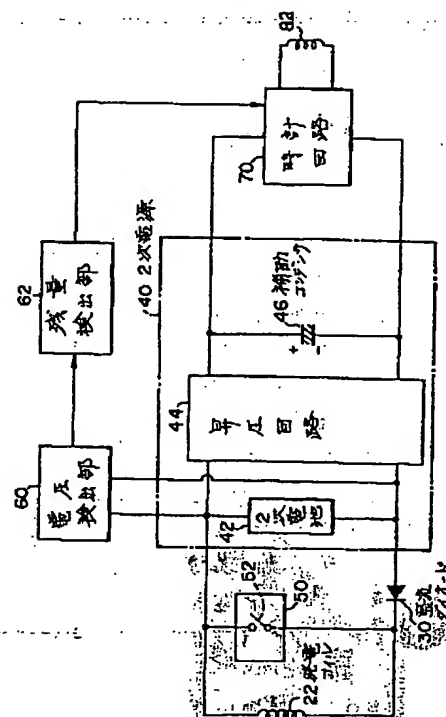 62
残量
検出部
60
電圧
検出部
40 2次電源
82
時計
回路
70
46 補助
コンデンサ
+
-
44
昇圧回路
42
2次電池
52
50
30 整流
ダイオード
22 発電
コイル